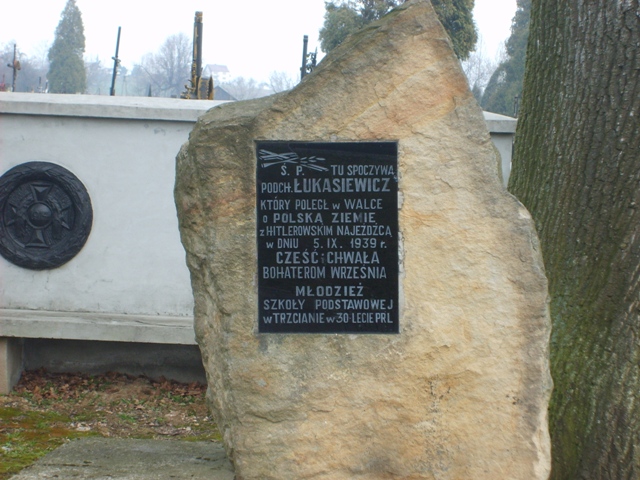 Ś. P. TU SPOCZYWA
PODCH. ŁUKASIEWICZ
KTÓRY POLEGŁ W WALCE
O POLSKĄ ZIEMIĘ
Z HITLEROWSKIM NAJEŹDZCĄ
W DNIU 5. IX. 1939 r.
CZEŚĆ i CHWAŁA
BOHATEROM WRZEŚNIA
MŁODZIEŻ
SZKOŁY PODSTAWOWEJ
W TRZCIANIE W 30-LECIE PRL